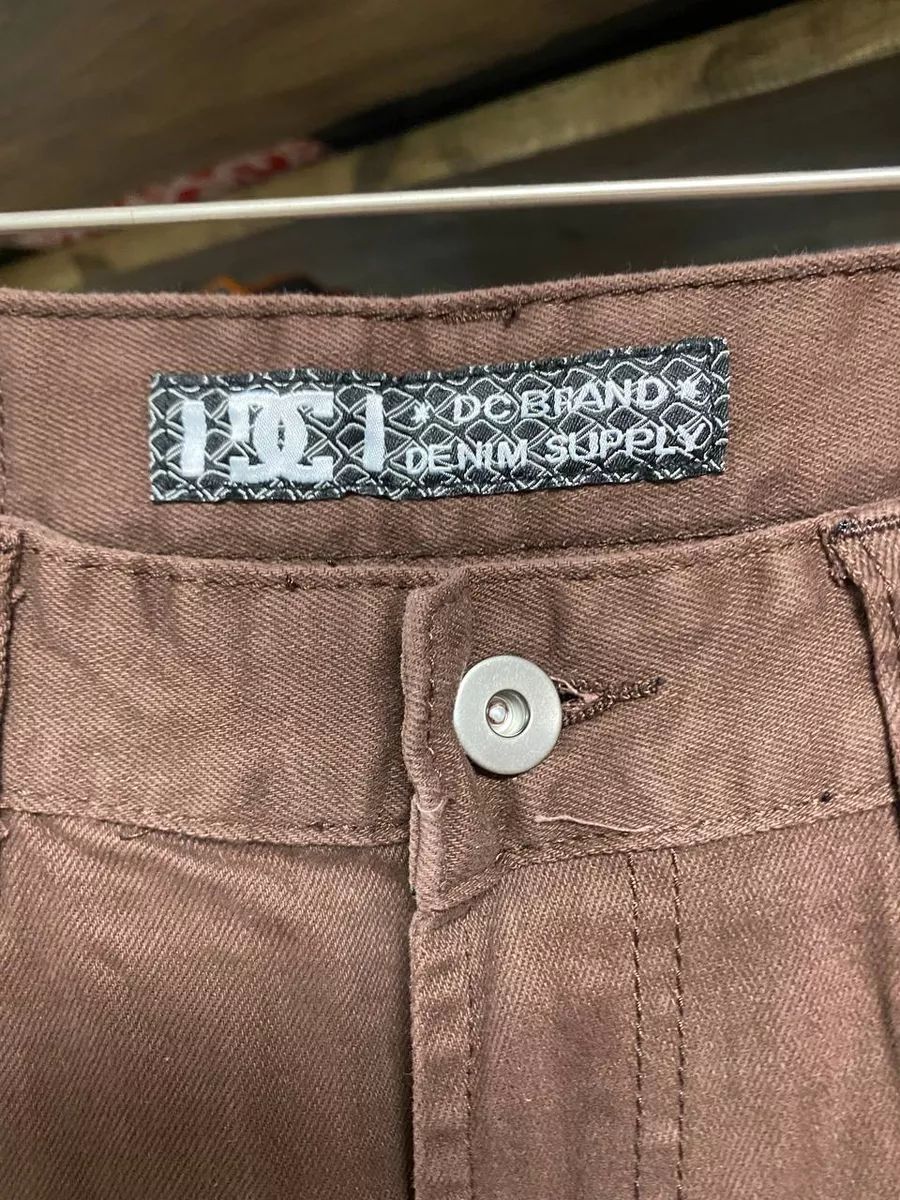 DC
* DC BRAND *
DENIM SUPPLY